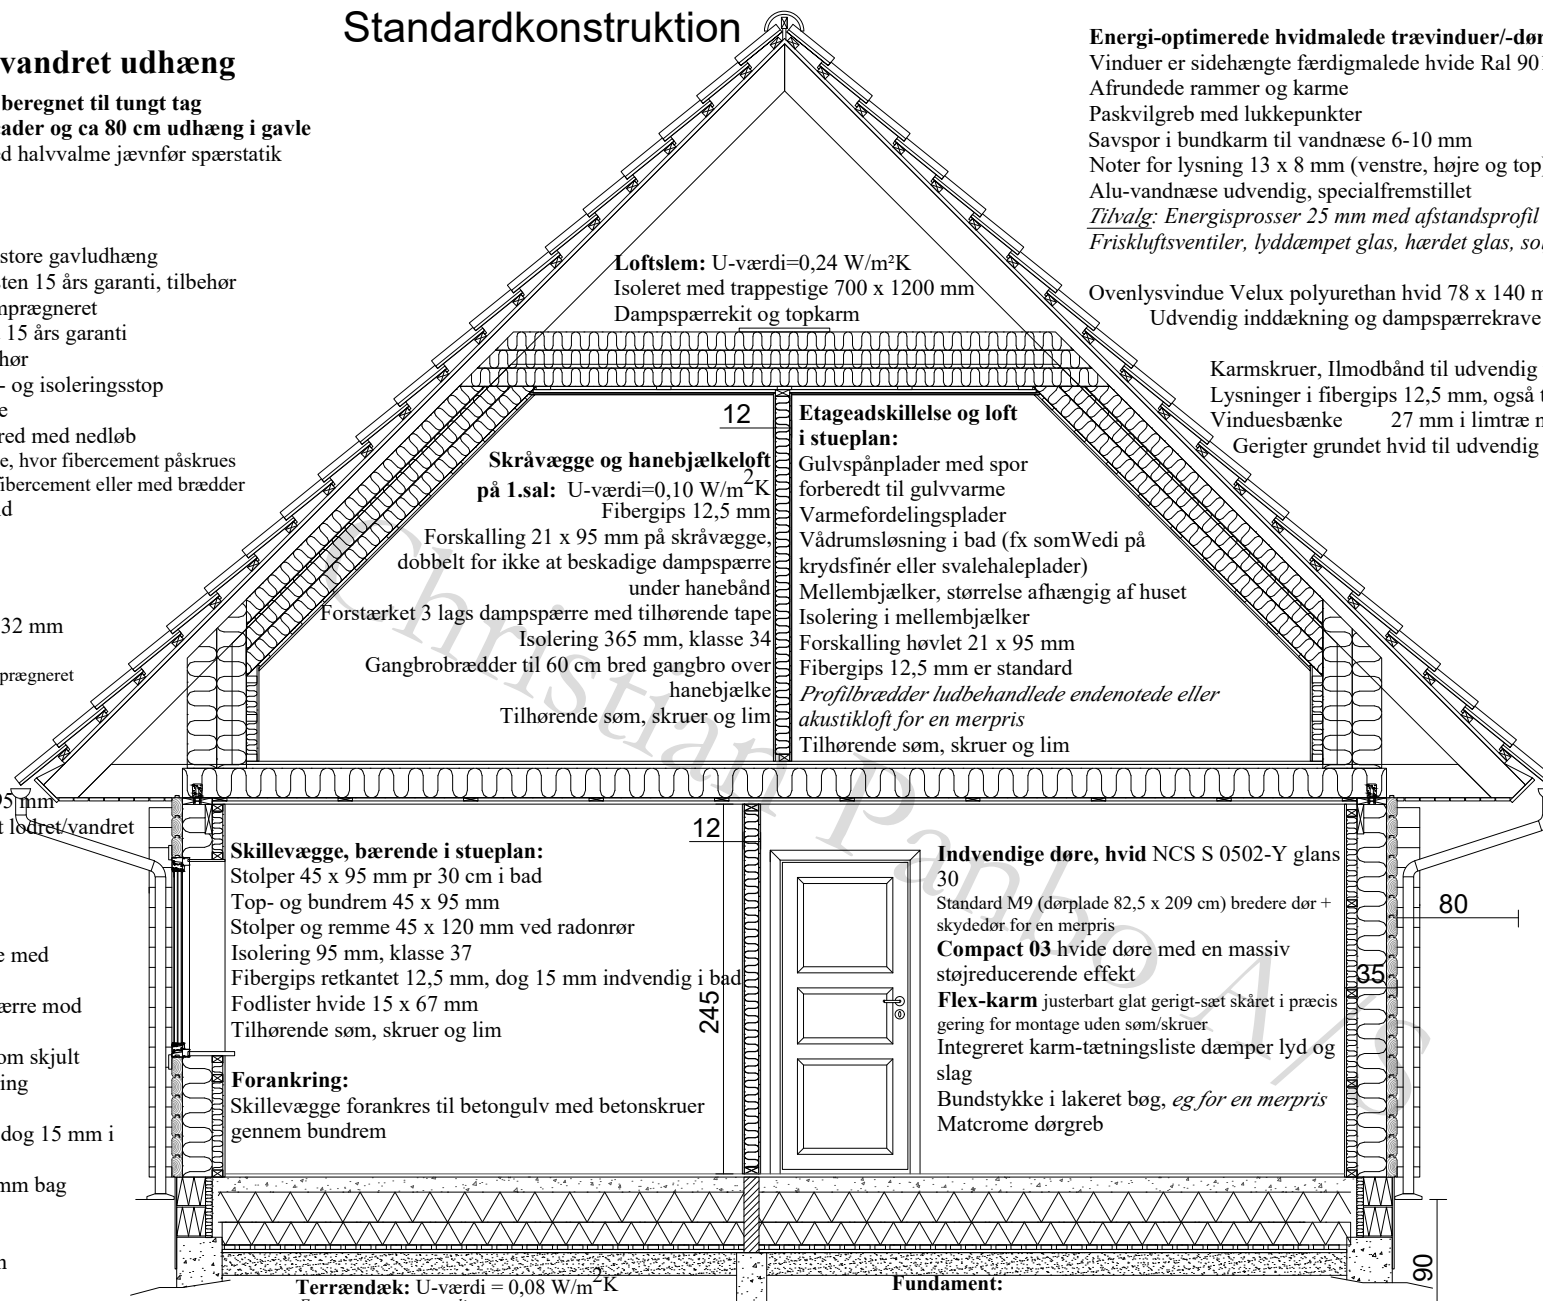 Standardkonstruktion
vandret udhæng
beregnet til tungt tag
og ca 80 cm udhæng i gavle
halvvalme jævnfør spærstatik
store gavludhæng
15 års garanti, tilbehør
15 års garanti
- og isoleringsstop
med nedløb
hvor fibercement påskrues
fibercement eller med brædder
32 mm
95 mm
lodret/vandret
med
mod
skjult
dog 15 mm i
mm bag
Energi-optimerede hvidmalede trævinduer/-dør
Vinduer er sidehængte færdigmalede hvide Ral 901
Afrundede rammer og karme
Paskvilgreb med lukkepunkter
Savspor i bundkarm til vandnæse 6-10 mm
Noter for lysning 13 x 8 mm (venstre, højre og top)
Alu-vandnæse udvendig, specialfremstillet
Tilvalg: Energisprosser 25 mm med afstandsprofil
Friskluftsventiler, lyddæmpet glas, hærdet glas,
Ovenlysvindue Velux polyurethan hvid 78 x 140
Udvendig inddækning og dampspærrekrave
Karmskruer, Ilmodbånd til udvendig
Lysninger i fibergips 12,5 mm, også
Vinduesbænke 27 mm i limtræ
Gerigter grundet hvid til udvendig
Loftslem: U-værdi=0,24 W/m²K
Isoleret med trappestige 700 x 1200 mm
Dampspærrekit og topkarm
12
Skråvægge og hanebjælkeloft
på 1.sal: U-værdi=0,10 W/m²K
Fibergips 12,5 mm
Forskalling 21 x 95 mm på skråvægge,
dobbelt for ikke at beskadige dampspærre
under hanebånd
Forstærket 3 lags dampspærre med tilhørende tape
Isolering 365 mm, klasse 34
Gangbrobrædder til 60 cm bred gangbro over
hanebjælke
Tilhørende søm, skruer og lim
Etageadskillelse og loft
i stueplan:
Gulvspånplader med spor
forberedt til gulvvarme
Varmefordelingsplader
Vådrumsløsning i bad (fx somWedi på
krydsfinér eller svalehaleplader)
Mellembjælker, størrelse afhængig af huset
Isolering i mellembjælker
Forskalling høvlet 21 x 95 mm
Fibergips 12,5 mm er standard
Profilbrædder ludbehandlede endenotede eller
akustikloft for en merpris
Tilhørende søm, skruer og lim
Christian Panbo A/S
12
245
Skillevægge, bærende i stueplan:
Stolper 45 x 95 mm pr 30 cm i bad
Top- og bundrem 45 x 95 mm
Stolper og remme 45 x 120 mm ved radonrør
Isolering 95 mm, klasse 37
Fibergips retkantet 12,5 mm, dog 15 mm indvendig i bad
Fodlister hvide 15 x 67 mm
Tilhørende søm, skruer og lim
Forankring:
Skillevægge forankres til betongulv med betonskruer
gennem bundrem
Indvendige døre, hvid NCS S 0502-Y glans
30
Standard M9 (dørplade 82,5 x 209 cm) bredere dør +
skydedør for en merpris
Compact 03 hvide døre med en massiv
støjreducerende effekt
Flex-karm justerbart glat gerigt-sæt skåret i præcis
gering for montage uden søm/skruer
Integreret karm-tætningsliste dæmper lyd og
slag
Bundstykke i lakeret bøg, eg for en merpris
Matcrome dørgreb
80
35
90
Terrændæk: U-værdi = 0,08 W/m²K
Fundament: